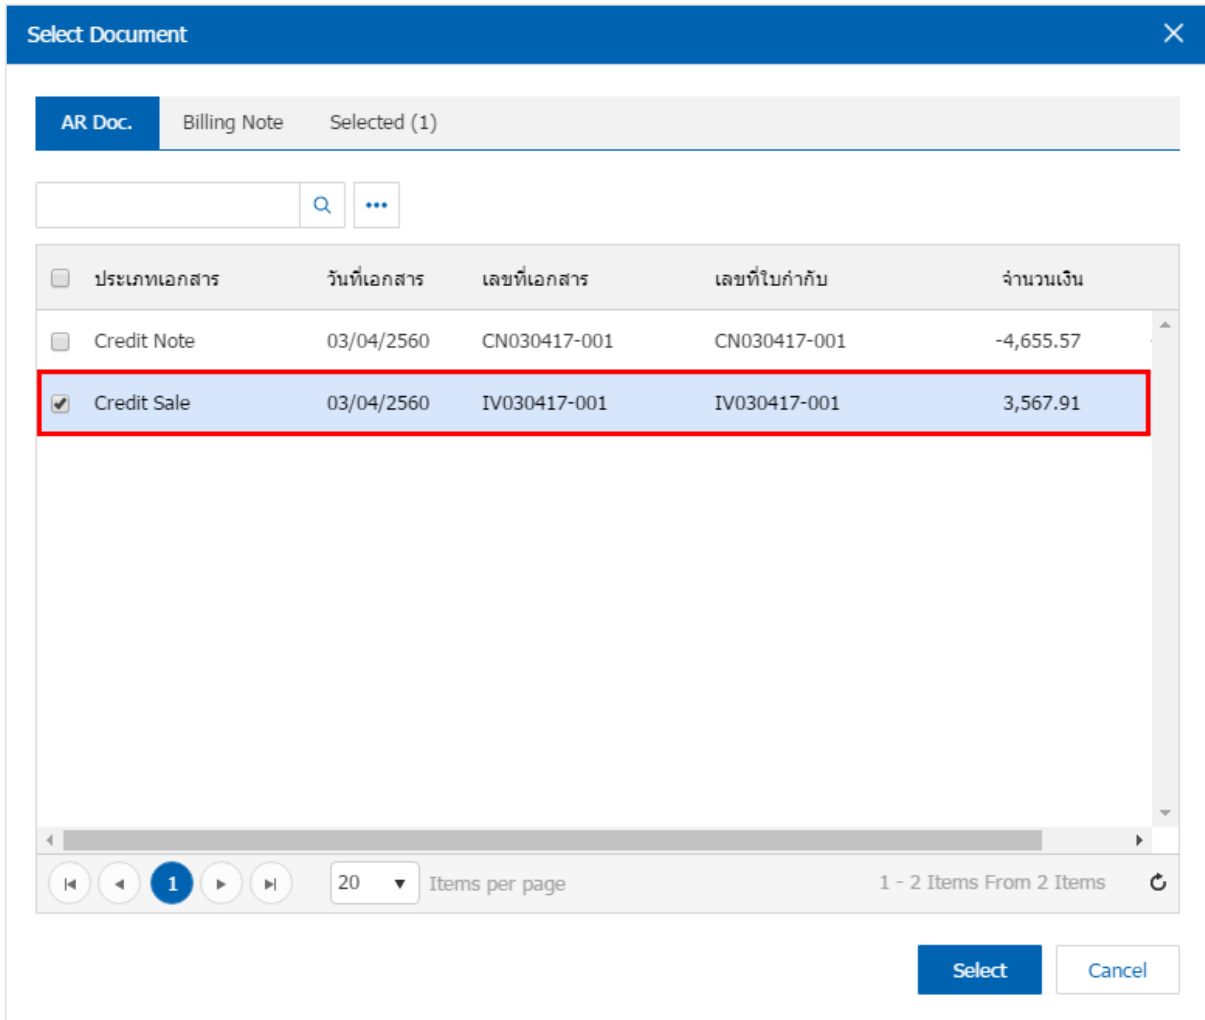 Select Document
AR Doc. Billing Note Selected (1)
ประเภทเอกสาร วันที่เอกสาร เลขที่เอกสาร เลขที่ใบกำกับ จำนวนเงิน
Credit Note 03/04/2560 CN030417-001 CN030417-001 -4,655.57
Credit Sale 03/04/2560 IV030417-001 IV030417-001 3,567.91
1 20 Items per page 1 - 2 Items From 2 Items
Select Cancel